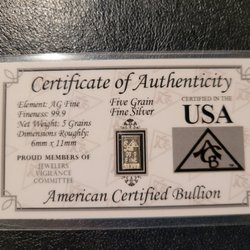 Certificate of Authenticity
Element: AG Fine
Fineness: 99.9
Net Weight: 5 Grains
Dimensions Roughly:
6mm x 11mm
PROUD MEMBERS OF
JEWELERS
VIGILANCE
COMMITTEE
Five Grain
Fine Silver
CERTIFIED IN THE
USA
ACB
American Certified Bullion